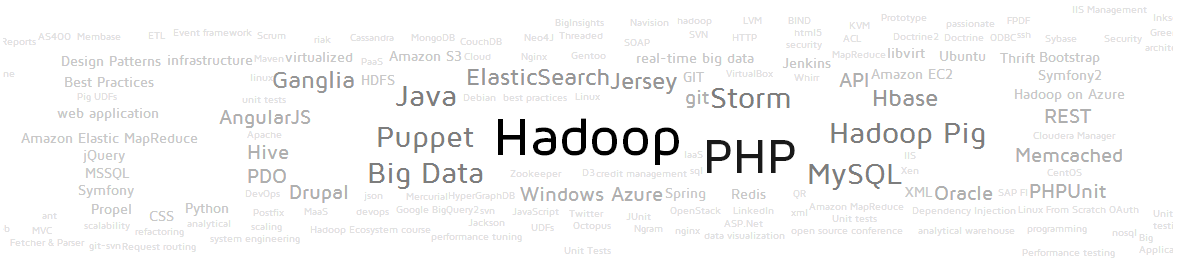 BigInsights Navision hadoop LVM BIND Prototype passionate FPDF IIS Management Inks
Reports AS400 Membase ETL Event framework Scrum riak Cassandra MongoDB CoucnDB Neo4J Threaded SOAP SVN HTTP html5 K.V.M ACL Doctrine2 Doctrine ODBC ssn Sybase Security Gree
Design Patterns infrastructure Maven virtualized PaaS Amazon S3 Cloud Nginx Gentoo real-time big data Jenkins security MapReduce libvirt Ubuntu Thrift Bootstrap archit
ne Best Practices linux Ganglia HDFS ElasticSearch Jersey GIT VirtualBox Whirr API Amazon EC2 Symfony2
Pig UDFs unit tests Java Debian best practices Linux git Storm Hbase Hadoop on Azure
web application AngularJS REST
Amazon Elastic MapReduce Apache Puppet Hadoop PHP Hadoop Pig Cloudera Manager
jQuery Hive IaaS IIS Memcached
MSSQL PDO Big Data Zookeeper D3 credit management sql MySQL Xen CentOS
Symfony DevOps Drupal json Mercurial HyperGraphDB Windows Azure Spring Redis QR XML Oracle SAP FI PHPUnit
Propel CSS Python Postfix MaaS devops Google BigQuery2 svn JavaScript Twitter JUnit OpenStack LinkedIn xml Amazon MapReduce Dependency Injection Linux From Scratch OAuth Unit
ant scalability refactoring analytical scaling Jackson Octopus ASP.Net Unit tests testi
b MVC Request routing Hadoop Ecosystem course UDFs Ngram nginx data visualization open source conference analytical warenouse programming nosql Big
Fetcher & Parser git-svn system engineering performance tuning Unit Tests Performance testing Applica